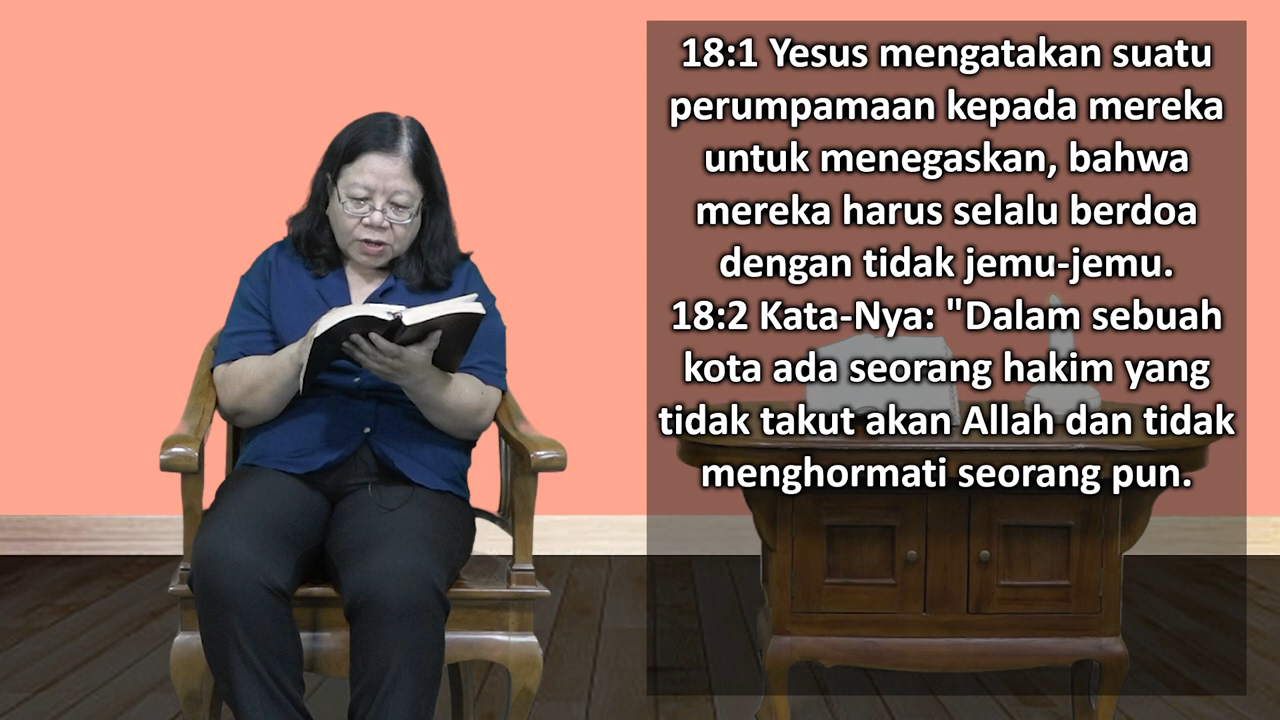 18:1 Yesus mengatakan suatu
perumpamaan kepada mereka
untuk menegaskan, bahwa
mereka harus selalu berdoa
dengan tidak jemu-jemu.
18:2 Kata-Nya: "Dalam sebuah
kota ada seorang hakim yang
tidak takut akan Allah dan tidak
menghormati seorang pun.